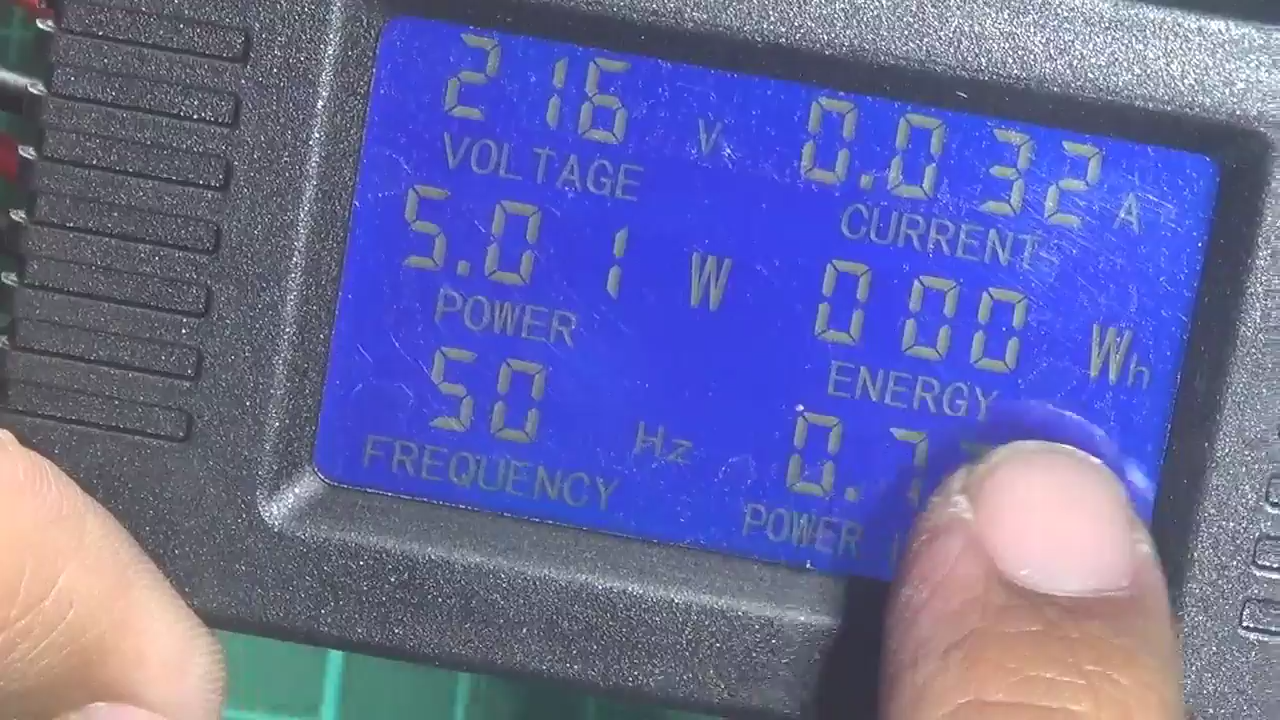 216 V 0.032 A
VOLTAGE CURRENT
5.01 W 000 Wh
POWER ENERGY
50 Hz 0.7
FREQUENCY POWER